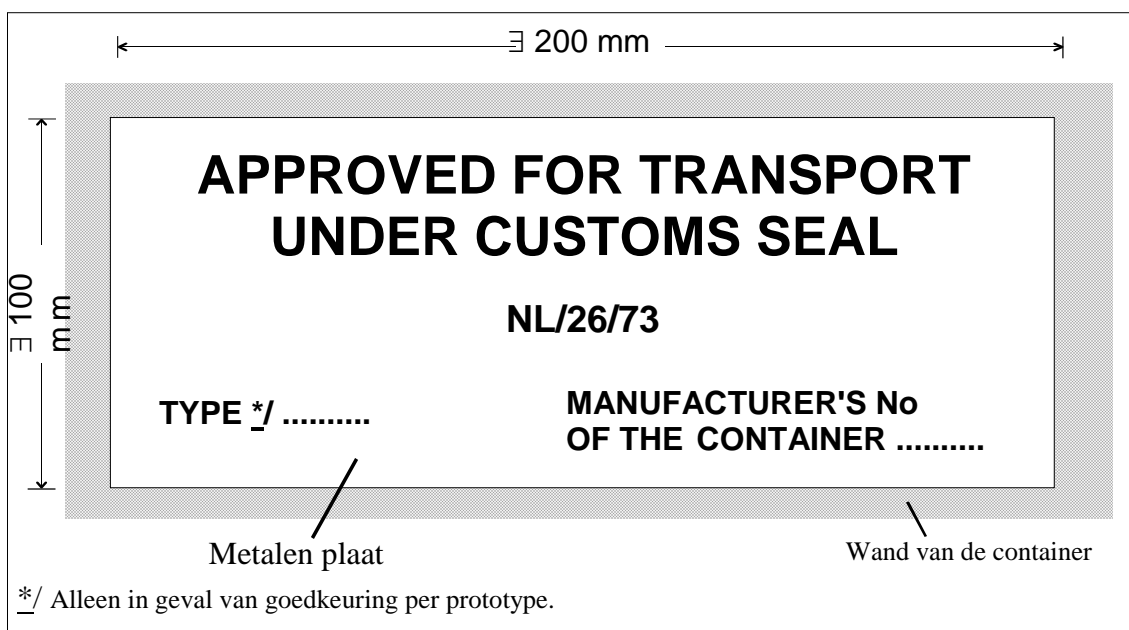 ∃ 200 mm
∃ 100
mm
APPROVED FOR TRANSPORT
UNDER CUSTOMS SEAL
NL/26/73
TYPE */ ..........
MANUFACTURER'S No
OF THE CONTAINER ..........
Metalen plaat
Wand van de container
*/ Alleen in geval van goedkeuring per prototype.